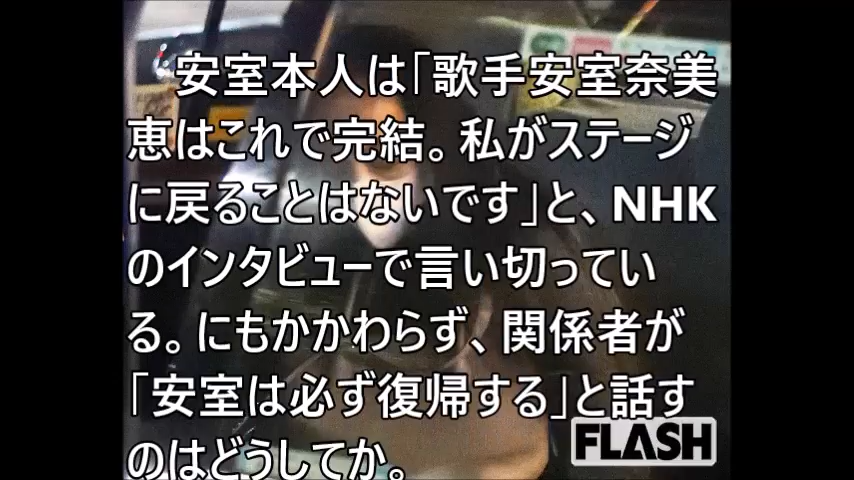 安室本人は「歌手安室奈美
恵はこれで完結。私がステージ
に戻ることはないです」と、NHK
のインタビューで言い切ってい
る。にもかかわらず、関係者が
「安室は必ず復帰する」と話す
のはどうしてか。
FLASH